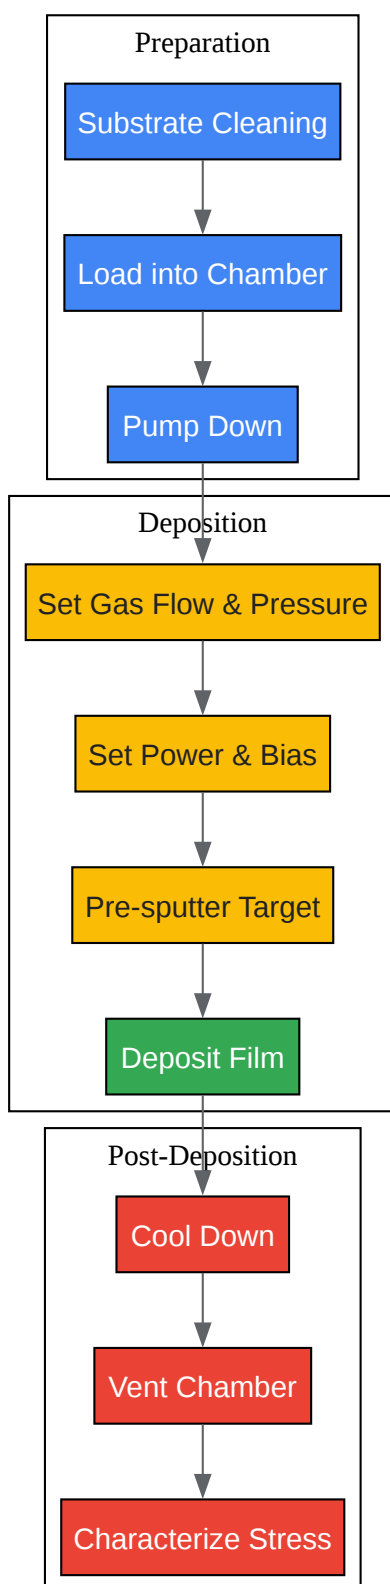 Preparation
Substrate Cleaning
Load into Chamber
Pump Down
Deposition
Set Gas Flow & Pressure
Set Power & Bias
Pre-sputter Target
Deposit Film
Post-Deposition
Cool Down
Vent Chamber
Characterize Stress